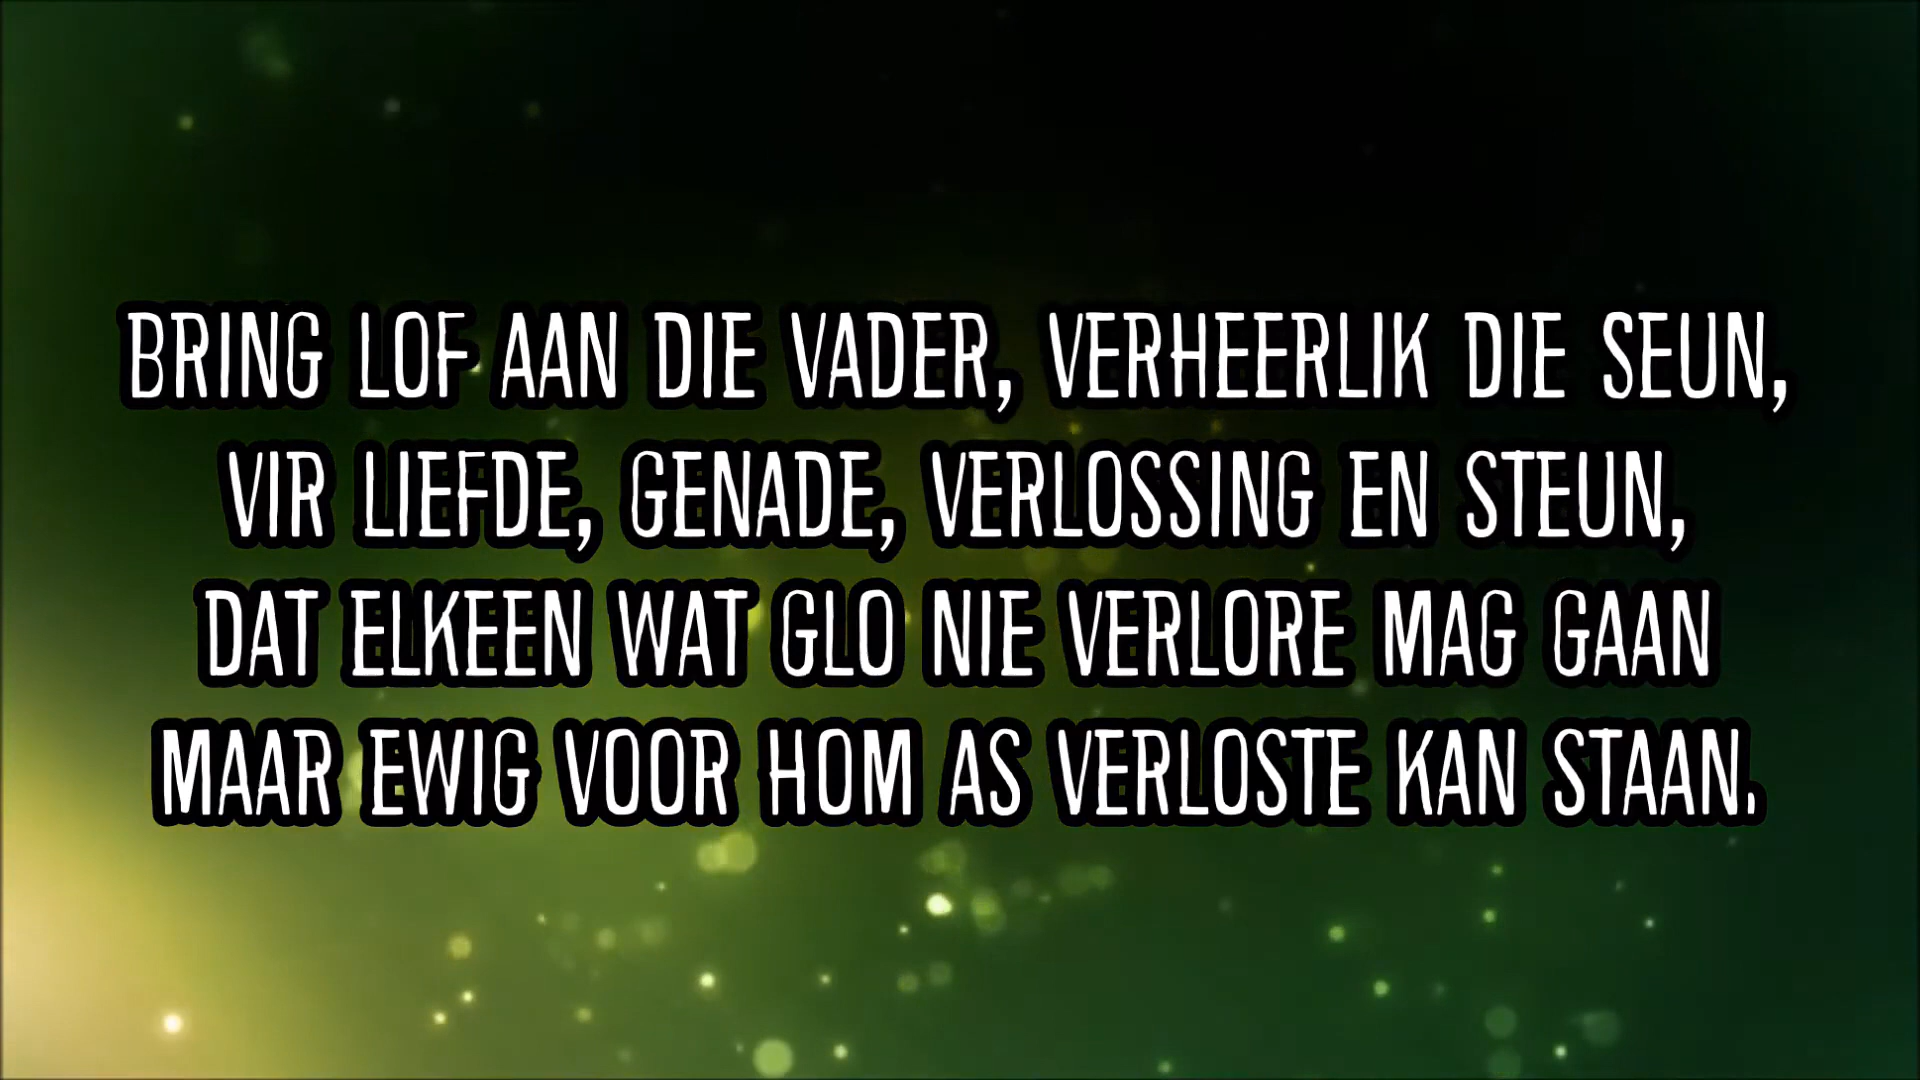 BRING LOF AAN DIE VADER, VERHEERLIK DIE SEUN,
VIR LIEFDE, GENADE, VERLOSSING EN STEUN,
DAT ELKEEN WAT GLO NIE VERLORE MAG GAAN
MAAR EWIG VOOR HOM AS VERLOSTE KAN STAAN.